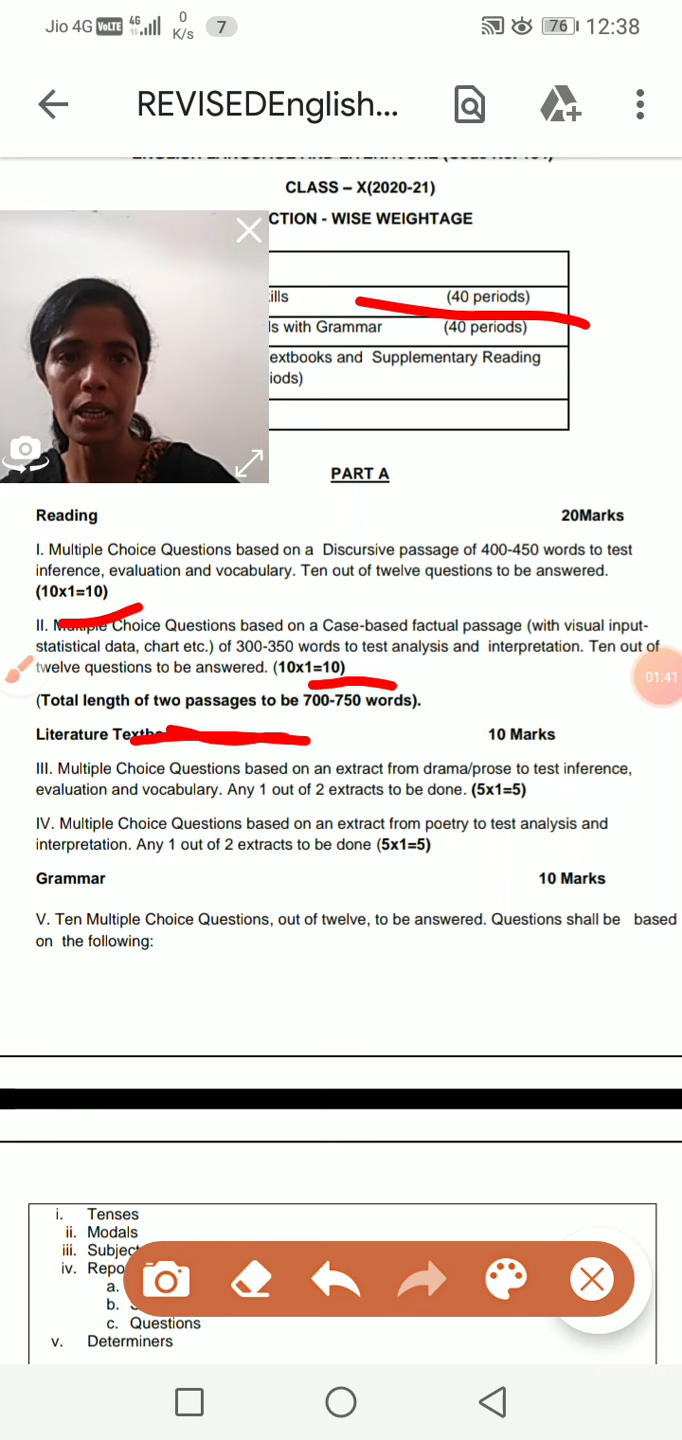 Jio 4G VoLTE 4G 0 K/s 7 76 12:38
REVISEDEnglish...
CLASS – X(2020-21)
CTION - WISE WEIGHTAGE
ills (40 periods)
ls with Grammar (40 periods)
extbooks and Supplementary Reading
iods)
PART A
Reading 20Marks
I. Multiple Choice Questions based on a Discursive passage of 400-450 words to test
inference, evaluation and vocabulary. Ten out of twelve questions to be answered.
(10x1=10)
II. Multiple Choice Questions based on a Case-based factual passage (with visual input-
statistical data, chart etc.) of 300-350 words to test analysis and interpretation. Ten out of
twelve questions to be answered. (10x1=10)
01:41
(Total length of two passages to be 700-750 words).
Literature 10 Marks
III. Multiple Choice Questions based on an extract from drama/prose to test inference,
evaluation and vocabulary. Any 1 out of 2 extracts to be done. (5x1=5)
IV. Multiple Choice Questions based on an extract from poetry to test analysis and
interpretation. Any 1 out of 2 extracts to be done (5x1=5)
Grammar 10 Marks
V. Ten Multiple Choice Questions, out of twelve, to be answered. Questions shall be based
on the following:
i. Tenses
ii. Modals
iii. Subject
iv. Repo
a.
b.
c. Questions
v. Determiners